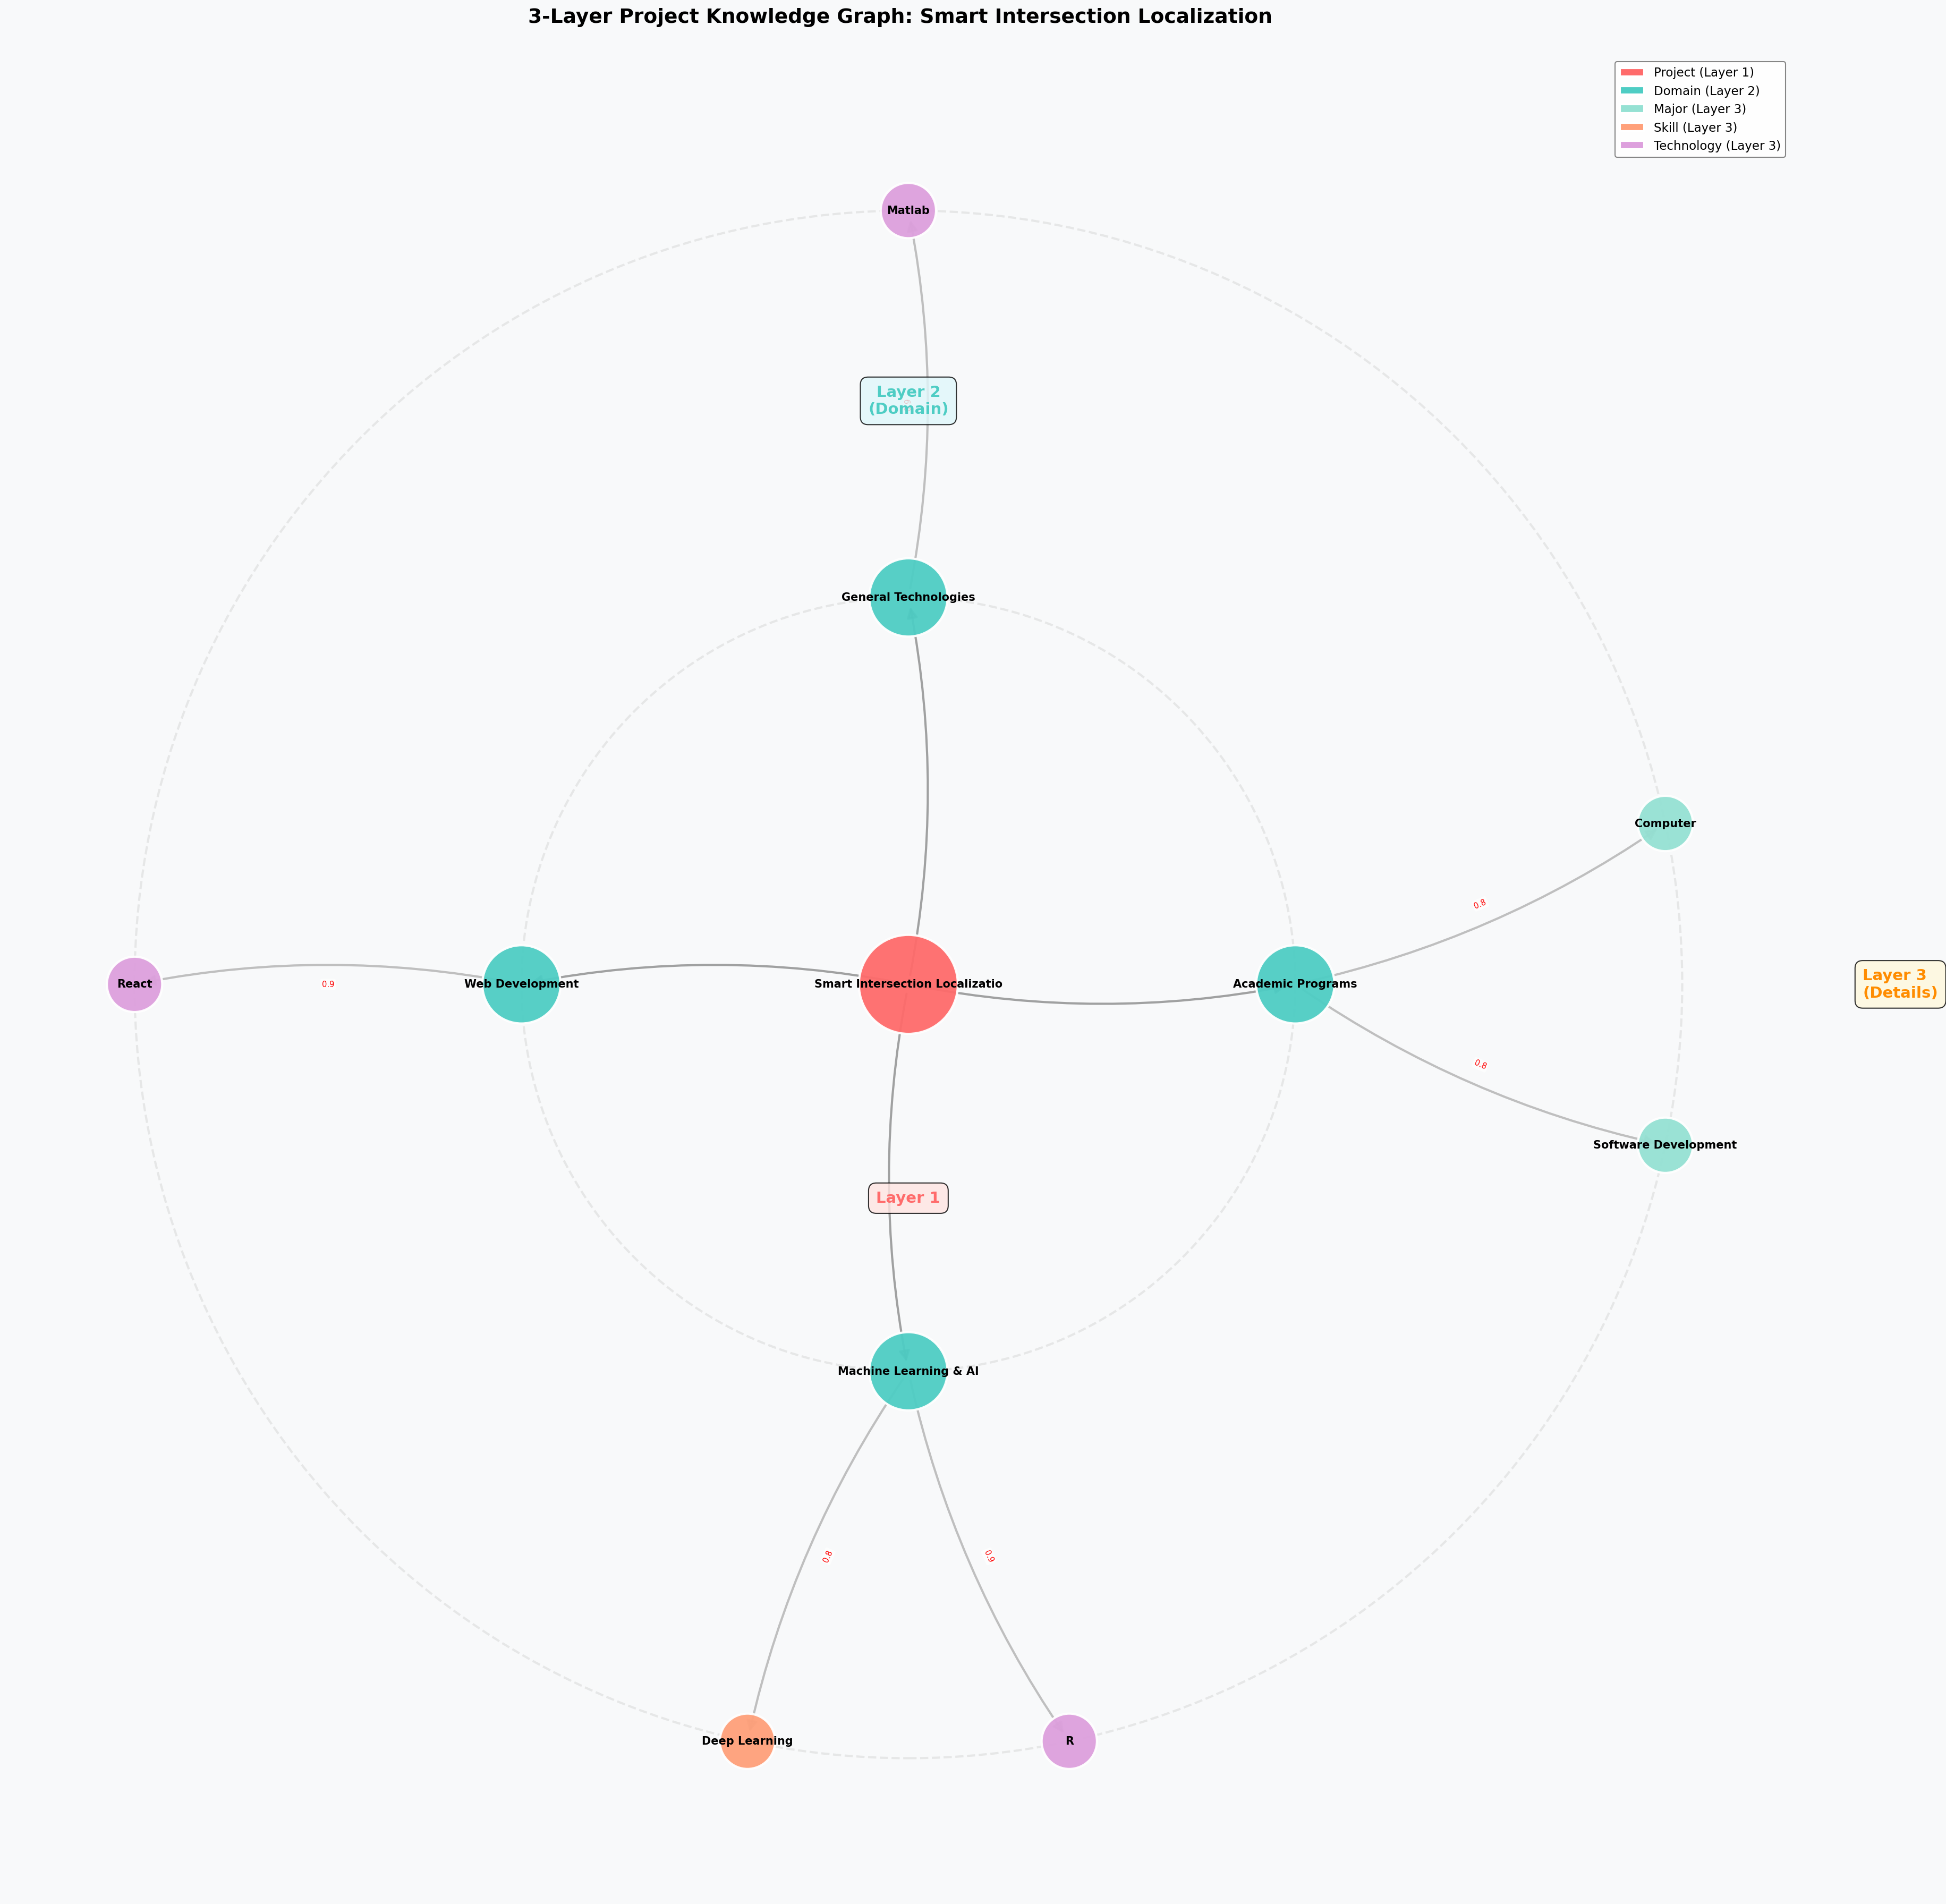 3-Layer Project Knowledge Graph: Smart Intersection Localization
Project (Layer 1)
Domain (Layer 2)
Major (Layer 3)
Skill (Layer 3)
Technology (Layer 3)
Matlab
Layer 2
(Domain)
General Technologies
Computer
0.8
React
0.9
Web Development
Smart Intersection Localizatio
Academic Programs
Layer 3
(Details)
0.8
Software Development
Layer 1
Machine Learning & AI
0.8
0.9
Deep Learning
R